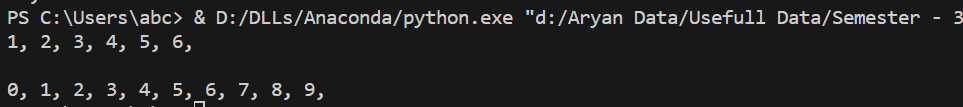 PS C:\Users\abc> & D:/DLLs/Anaconda/python.exe "d:/Aryan Data/Usefull Data/Semester - 3
1, 2, 3, 4, 5, 6,
0, 1, 2, 3, 4, 5, 6, 7, 8, 9,